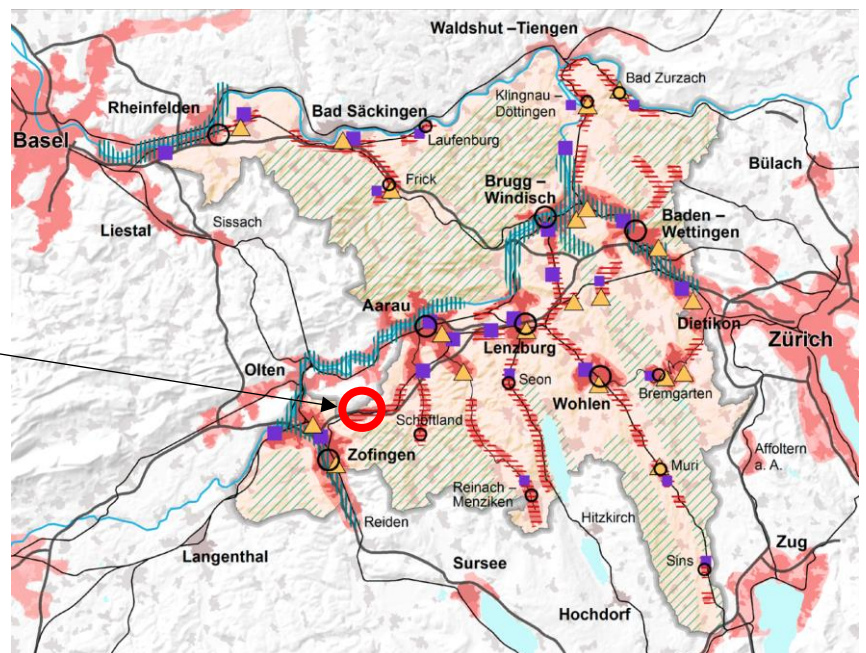 Waldshut –Tiengen
Bad Zurzach
Rheinfelden
Bad Säckingen
Klingnau –
Döttingen
Basel
Laufenburg
Bülach
Frick
Brugg –
Windisch
Liestal
Sissach
Baden –
Wettingen
Aarau
Dietikon
Zürich
Lenzburg
Olten
Seon
Wohlen
Bremgarten
Schöftland
Zofingen
Affoltern
a. A.
Muri
Reinach –
Menziken
Reiden
Hitzkirch
Langenthal
Sursee
Zug
Sins
Hochdorf